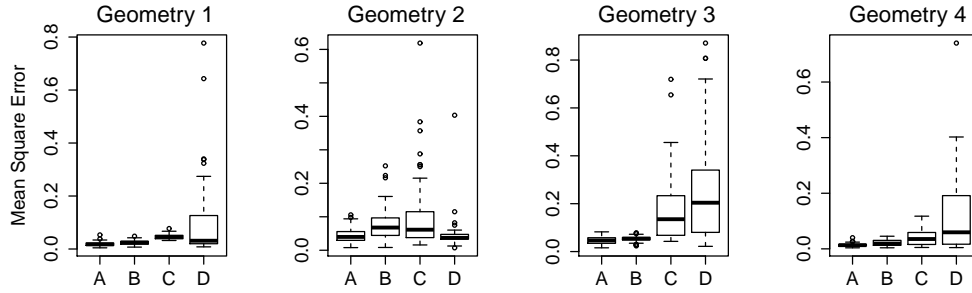 Geometry 1
Geometry 2
Geometry 3
Geometry 4
Mean Square Error
0.0 0.2 0.4 0.6 0.8
A B C D
0.0 0.2 0.4 0.6
A B C D
0.0 0.2 0.4 0.6 0.8
A B C D
0.0 0.2 0.4 0.6
A B C D